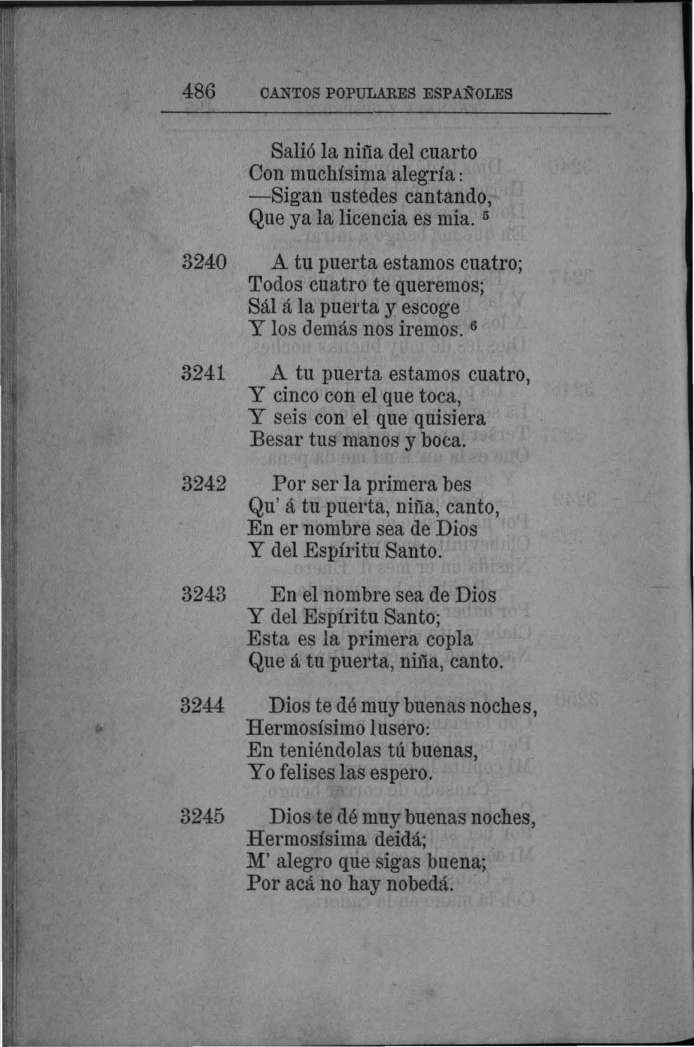 486 CANTOS POPULARES ESPAÑOLES
Salió la niña del cuarto
Con muchísima alegría:
—Sigan ustedes cantando,
Que ya la licencia es mia. ⁵
3240 A tu puerta estamos cuatro;
Todos cuatro te queremos;
Sál á la puerta y escoge
Y los demás nos iremos. ⁶
3241 A tu puerta estamos cuatro,
Y cinco con el que toca,
Y seis con el que quisiera
Besar tus manos y boca.
3242 Por ser la primera bes
Qu' á tu puerta, niña, canto,
En er nombre sea de Dios
Y del Espíritu Santo.
3243 En el nombre sea de Dios
Y del Espíritu Santo;
Esta es la primera copla
Que á tu puerta, niña, canto.
3244 Dios te dé muy buenas noches,
Hermosísimo lusero:
En teniéndolas tú buenas,
Yo felises las espero.
3245 Dios te dé muy buenas noches,
Hermosísima deidá;
M' alegro que sigas buena;
Por acá no hay nobedá.